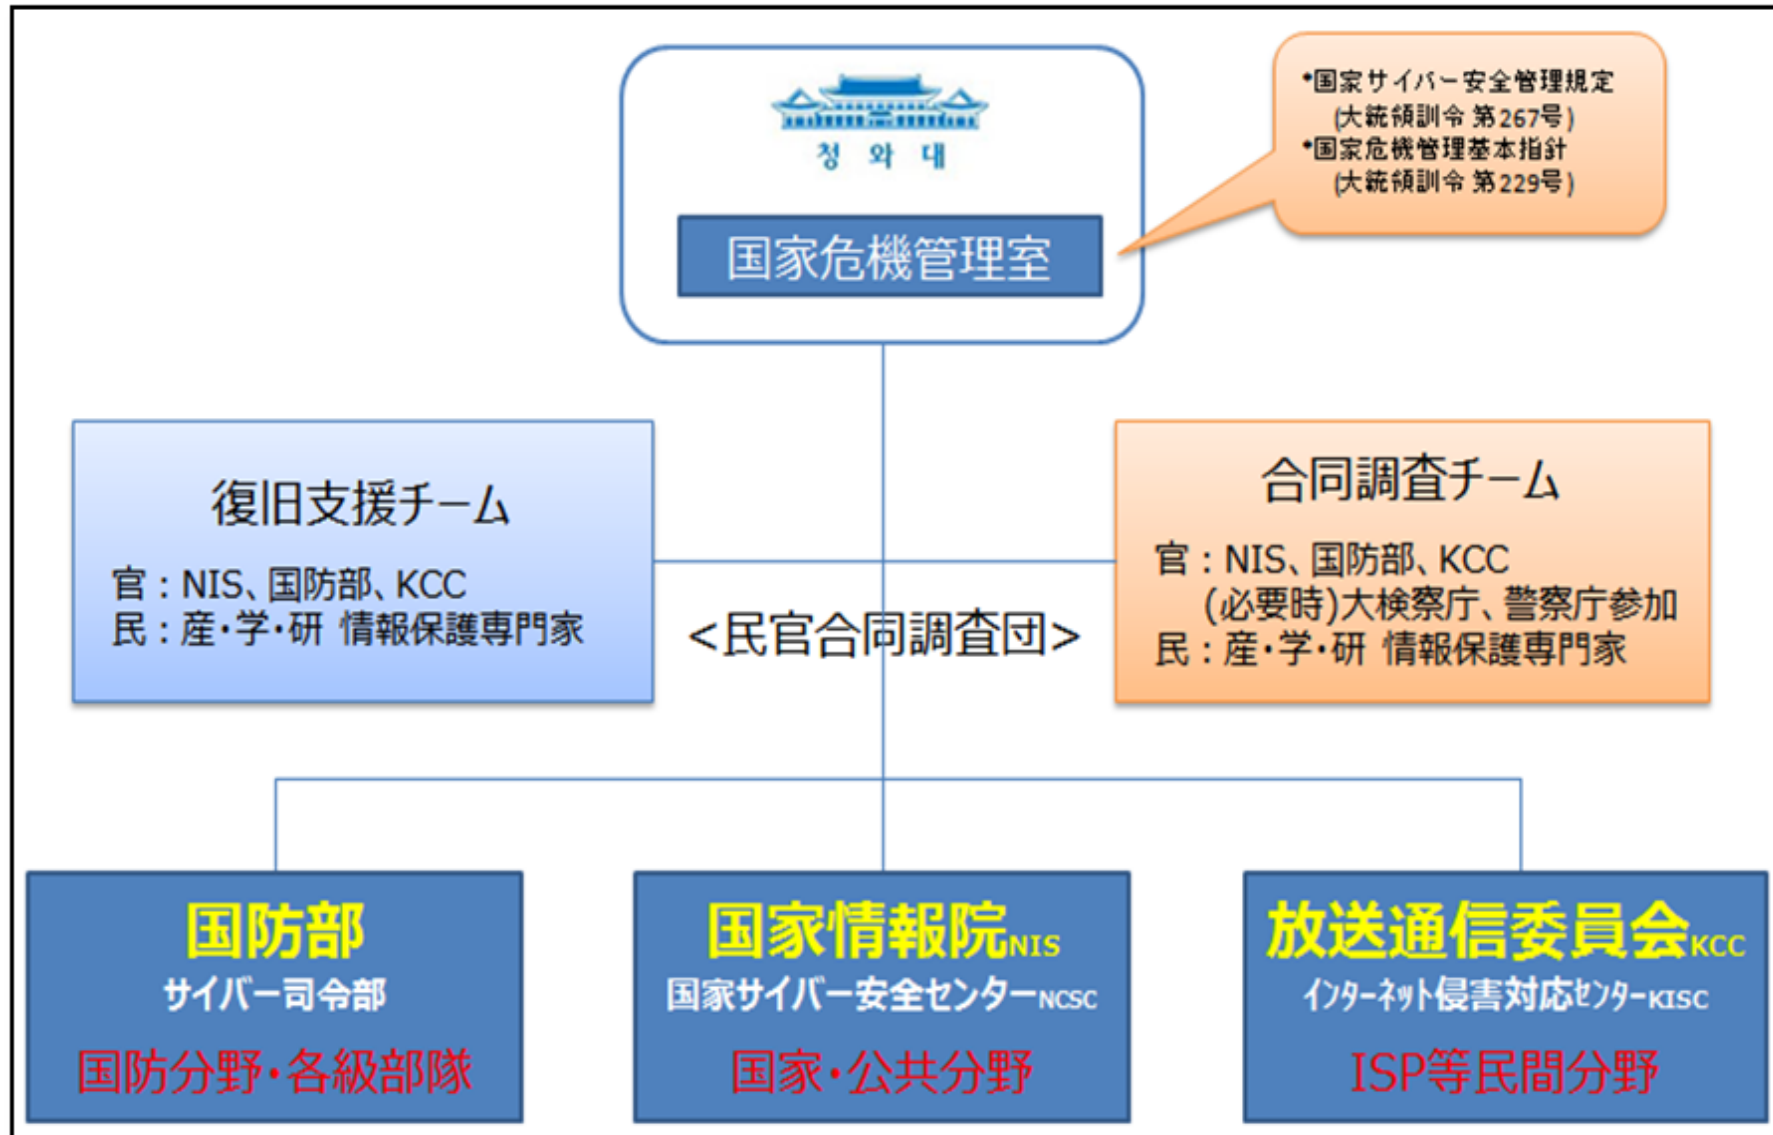 청 와 대
国家危機管理室
*国家サイバー安全管理規定
(大統領訓令 第267号)
*国家危機管理基本指針
(大統領訓令 第229号)
復旧支援チーム
官：NIS、国防部、KCC
民：産・学・研 情報保護専門家
<民官合同調査団>
合同調査チーム
官：NIS、国防部、KCC
(必要時)大検察庁、警察庁参加
民：産・学・研 情報保護専門家
国防部
サイバー司令部
国防分野・各級部隊
国家情報院NIS
国家サイバー安全センターNCSC
国家・公共分野
放送通信委員会KCC
インターネット侵害対応センターKISC
ISP等民間分野